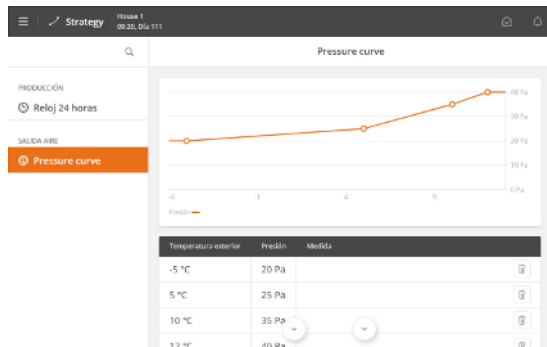 Strategy
House 1
09:20, Día 111
Pressure curve
PRODUCCIÓN
Reloj 24 horas
SALIDA AIRE
Pressure curve
40 Pa
30 Pa
20 Pa
10 Pa
0 Pa
-6 -1 4 9
Presión
Temperatura exterior Presión Medida
-5 °C 20 Pa
5 °C 25 Pa
10 °C 35 Pa
12 °C 40 Pa